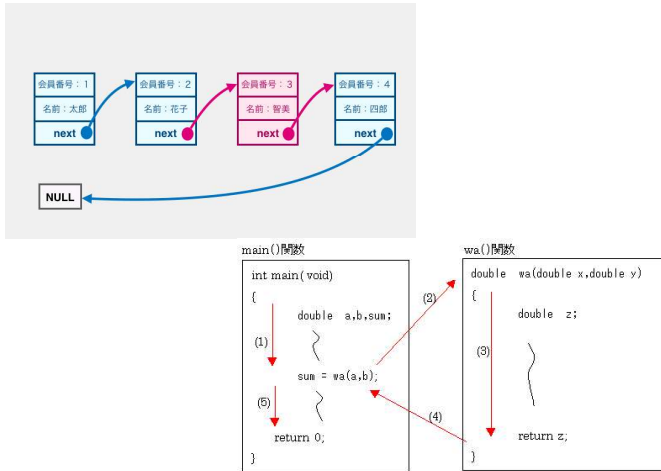 会員番号：1
会員番号：2
会員番号：3
会員番号：4
名前：太郎
名前：花子
名前：智美
名前：四郎
next
next
next
next
NULL
main()関数
int main( void)
{
double a,b,sum;
(1)
sum = wa(a,b);
(5)
return 0;
}
(2)
(4)
wa()関数
double wa(double x,double y)
{
double z;
(3)
return z;
}